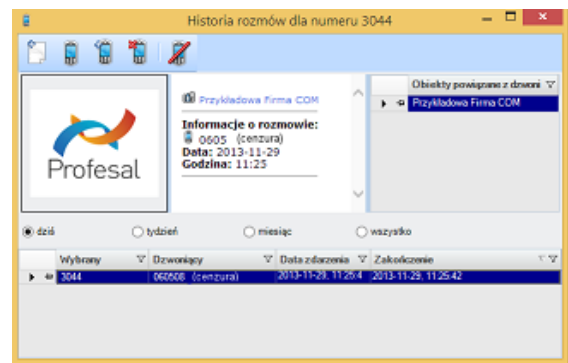 Historia rozmów dla numeru 3044
Profesal
Przykładowa Firma COM
Informacje o rozmowie:
0605 (cenzura)
Data: 2013-11-29
Godzina: 11:25
Obiekty powiązane z dzwoni
Przykładowa Firma COM
dziś tydzień miesiąc wszystko
Wybrany Dzwoniący Data zdarzenia Zakończenie
3044 060508 (cenzura) 2013-11-29, 11:25:4 2013-11-29, 11:25:42